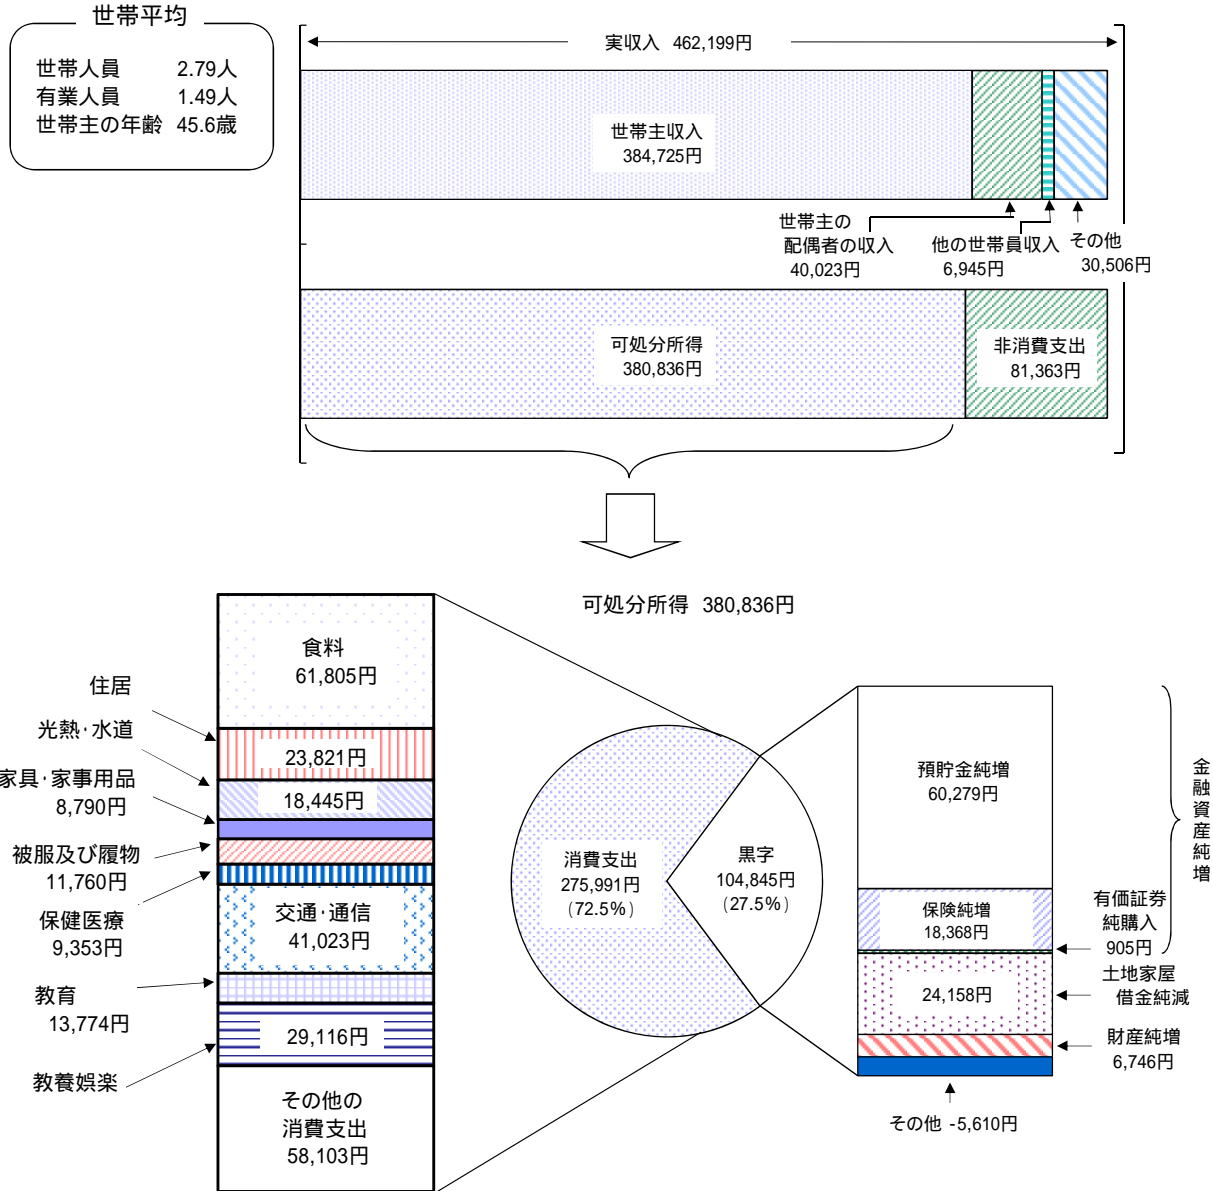 世帯平均
世帯人員 2.79人
有業人員 1.49人
世帯主の年齢 45.6歳
実収入 462,199円
世帯主収入
384,725円
世帯主の
配偶者の収入
40,023円
他の世帯員収入
6,945円
その他
30,506円
可処分所得
380,836円
非消費支出
81,363円
可処分所得 380,836円
食料
61,805円
住居
23,821円
光熱・水道
18,445円
家具・家事用品
8,790円
被服及び履物
11,760円
保健医療
9,353円
交通・通信
41,023円
教育
13,774円
29,116円
教養娯楽
その他の
消費支出
58,103円
消費支出
275,991円
(72.5%)
黒字
104,845円
(27.5%)
預貯金純増
60,279円
保険純増
18,368円
有価証券
純購入
905円
金融資産純増
24,158円
土地家屋
借金純減
財産純増
6,746円
その他 -5,610円